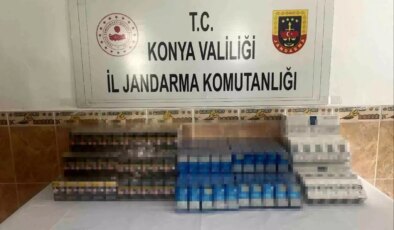 T.C.
KONYA VALİLİĞİ
İL JANDARMA KOMUTANLIĞI